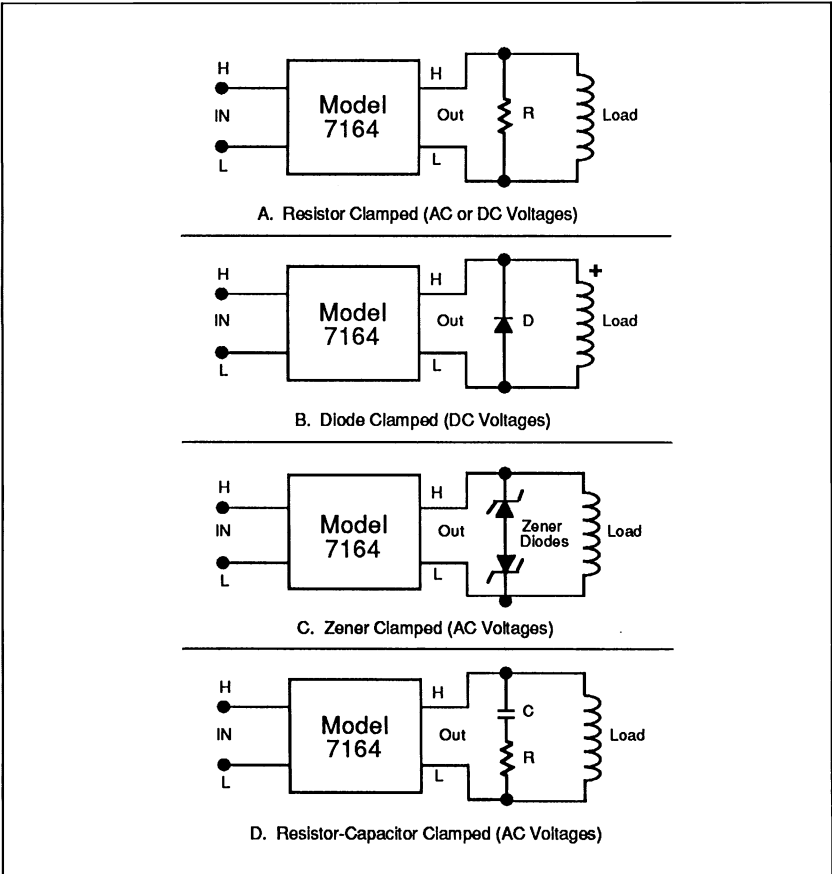 H
H
IN
Model
7164
Out
R
Load
L
L
A. Resistor Clamped (AC or DC Voltages)
H
H
+
IN
Model
7164
Out
D
Load
L
L
B. Diode Clamped (DC Voltages)
H
H
IN
Model
7164
Out
Zener
Diodes
Load
L
L
C. Zener Clamped (AC Voltages)
H
H
C
IN
Model
7164
Out
Load
R
L
L
D. Resistor-Capacitor Clamped (AC Voltages)